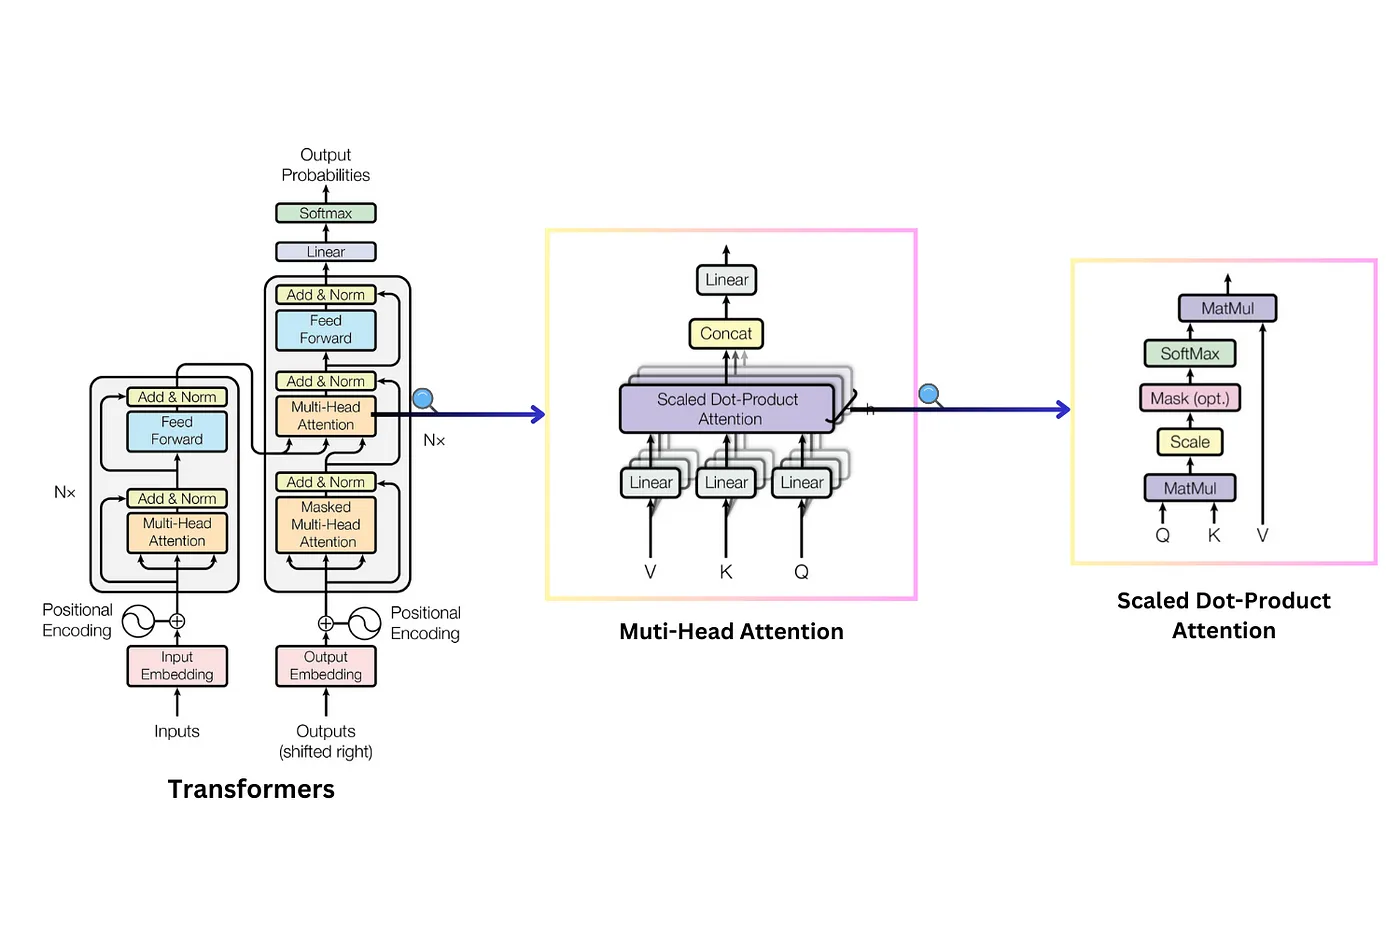 Output
Probabilities
Softmax
Linear
Add & Norm
Feed
Forward
Add & Norm
Multi-Head
Attention
N×
Add & Norm
Masked
Multi-Head
Attention
Positional
Encoding
Output
Embedding
Outputs
(shifted right)
Add & Norm
Feed
Forward
N×
Add & Norm
Multi-Head
Attention
Positional
Encoding
Input
Embedding
Inputs
Transformers
Linear
Concat
Scaled Dot-Product
Attention
h
Linear
Linear
Linear
V
K
Q
Muti-Head Attention
MatMul
SoftMax
Mask (opt.)
Scale
MatMul
Q
K
V
Scaled Dot-Product
Attention